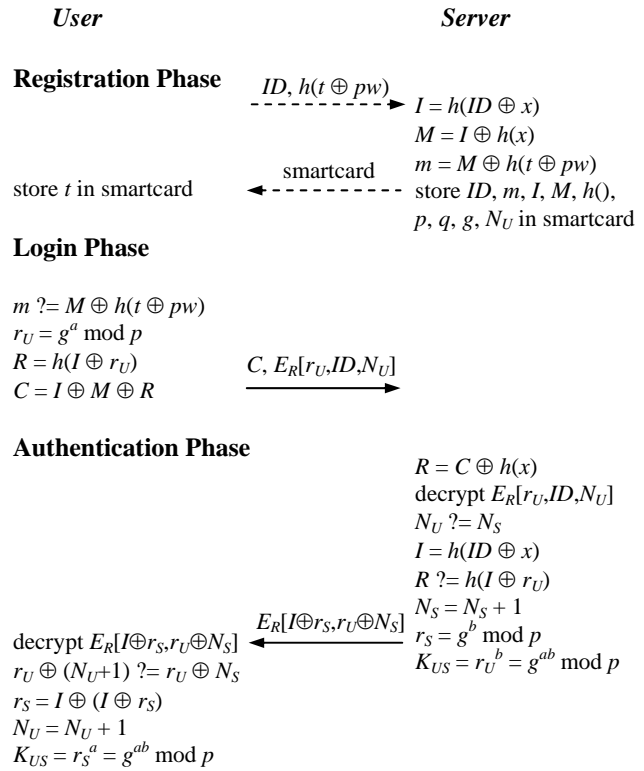 User Server
Registration Phase
ID, h(t ⊕ pw)
I = h(ID ⊕ x)
M = I ⊕ h(x)
m = M ⊕ h(t ⊕ pw)
smartcard
store t in smartcard
store ID, m, I, M, h(),
p, q, g, N_U in smartcard
Login Phase
m ?= M ⊕ h(t ⊕ pw)
r_U = g^a mod p
R = h(I ⊕ r_U)
C = I ⊕ M ⊕ R
C, E_R[r_U,ID,N_U]
Authentication Phase
R = C ⊕ h(x)
decrypt E_R[r_U,ID,N_U]
N_U ?= N_S
I = h(ID ⊕ x)
R ?= h(I ⊕ r_U)
N_S = N_S + 1
r_S = g^b mod p
K_US = r_U^b = g^ab mod p
E_R[I⊕r_S,r_U⊕N_S]
decrypt E_R[I⊕r_S,r_U⊕N_S]
r_U ⊕ (N_U+1) ?= r_U ⊕ N_S
r_S = I ⊕ (I ⊕ r_S)
N_U = N_U + 1
K_US = r_S^a = g^ab mod p